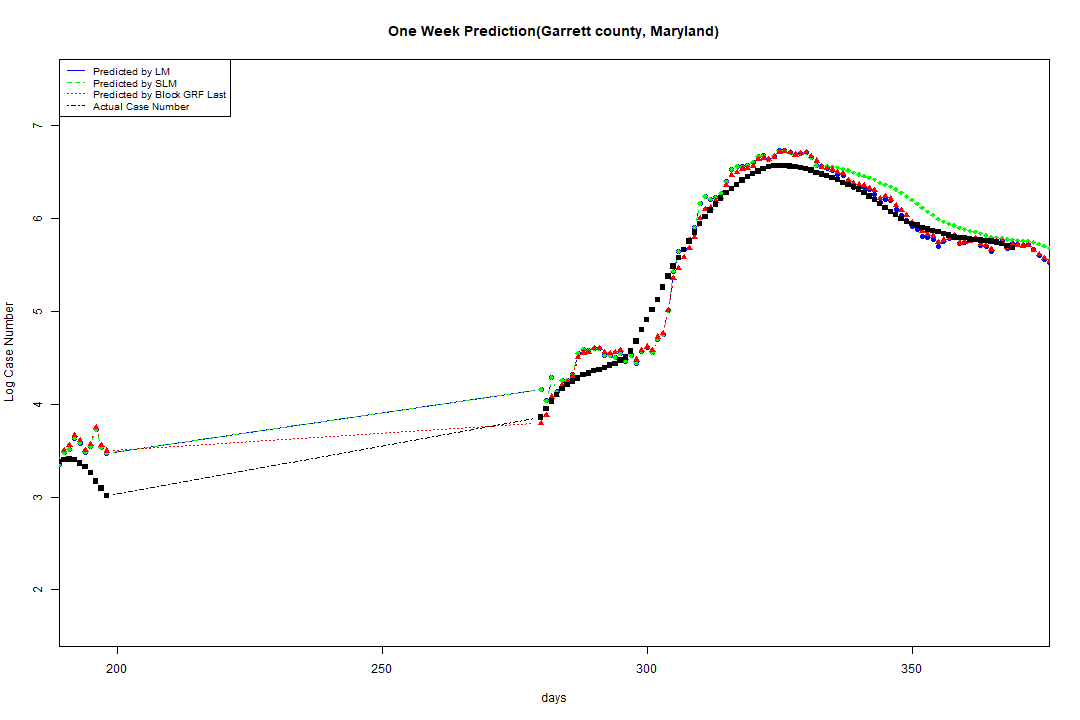 One Week Prediction(Garrett county, Maryland)
Predicted by LM
Predicted by SLM
Predicted by Block GRF Last
Actual Case Number
7
6
5
4
3
2
Log Case Number
200 250 300 350
days